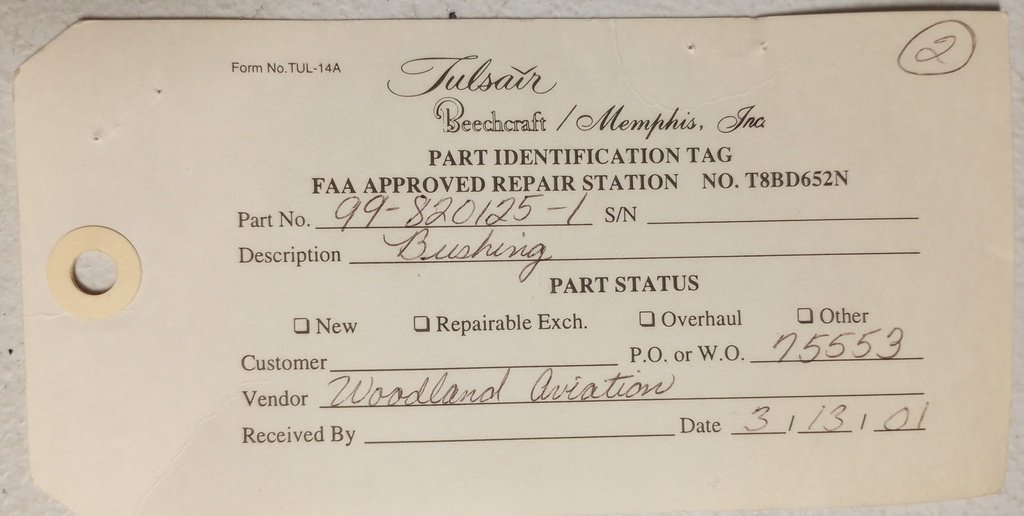 2
Form No. TUL-14A
Tulsair
Beechcraft / Memphis, Inc.
PART IDENTIFICATION TAG
FAA APPROVED REPAIR STATION NO. T8BD652N
Part No. 99-820125-1 S/N
Description Bushing
PART STATUS
❑ New ❑ Repairable Exch. ❑ Overhaul ❑ Other
Customer P.O. or W.O. 75553
Vendor Woodland Aviation
Received By Date 3/13/01